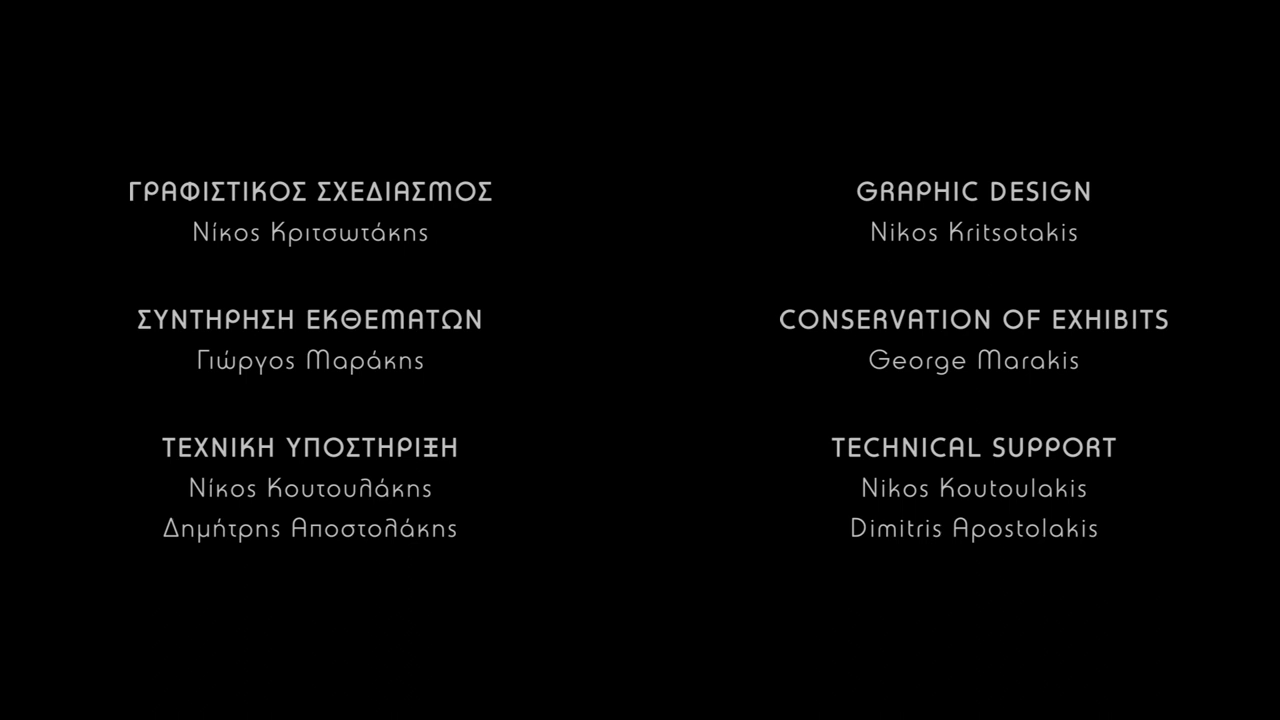 ΓΡΑΦΙΣΤΙΚΟΣ ΣΧΕΔΙΑΣΜΟΣ
Νίκος Κριτσωτάκης
ΣΥΝΤΗΡΗΣΗ ΕΚΘΕΜΑΤΩΝ
Γιώργος Μαράκης
ΤΕΧΝΙΚΗ ΥΠΟΣΤΗΡΙΞΗ
Νίκος Κουτουλάκης
Δημήτρης Αποστολάκης
GRAPHIC DESIGN
Nikos Kritsotakis
CONSERVATION OF EXHIBITS
George Marakis
TECHNICAL SUPPORT
Nikos Koutoulakis
Dimitris Apostolakis